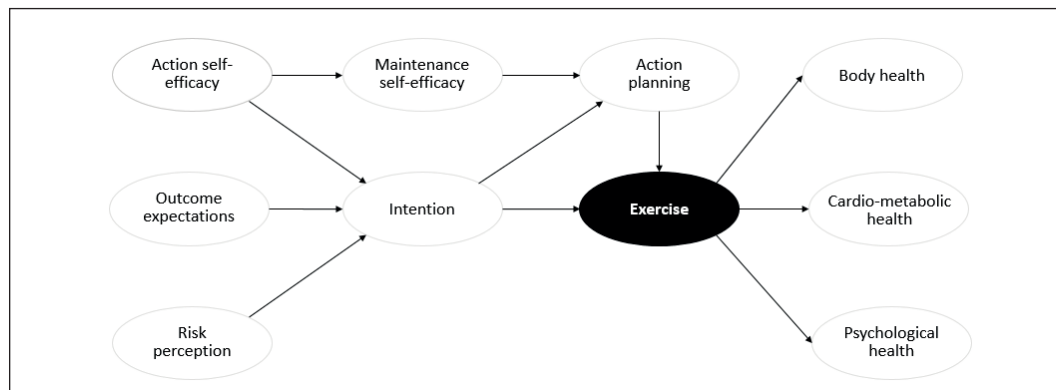 Action self-
efficacy
Maintenance
self-efficacy
Action
planning
Body health
Outcome
expectations
Intention
Exercise
Cardio-metabolic
health
Risk
perception
Psychological
health